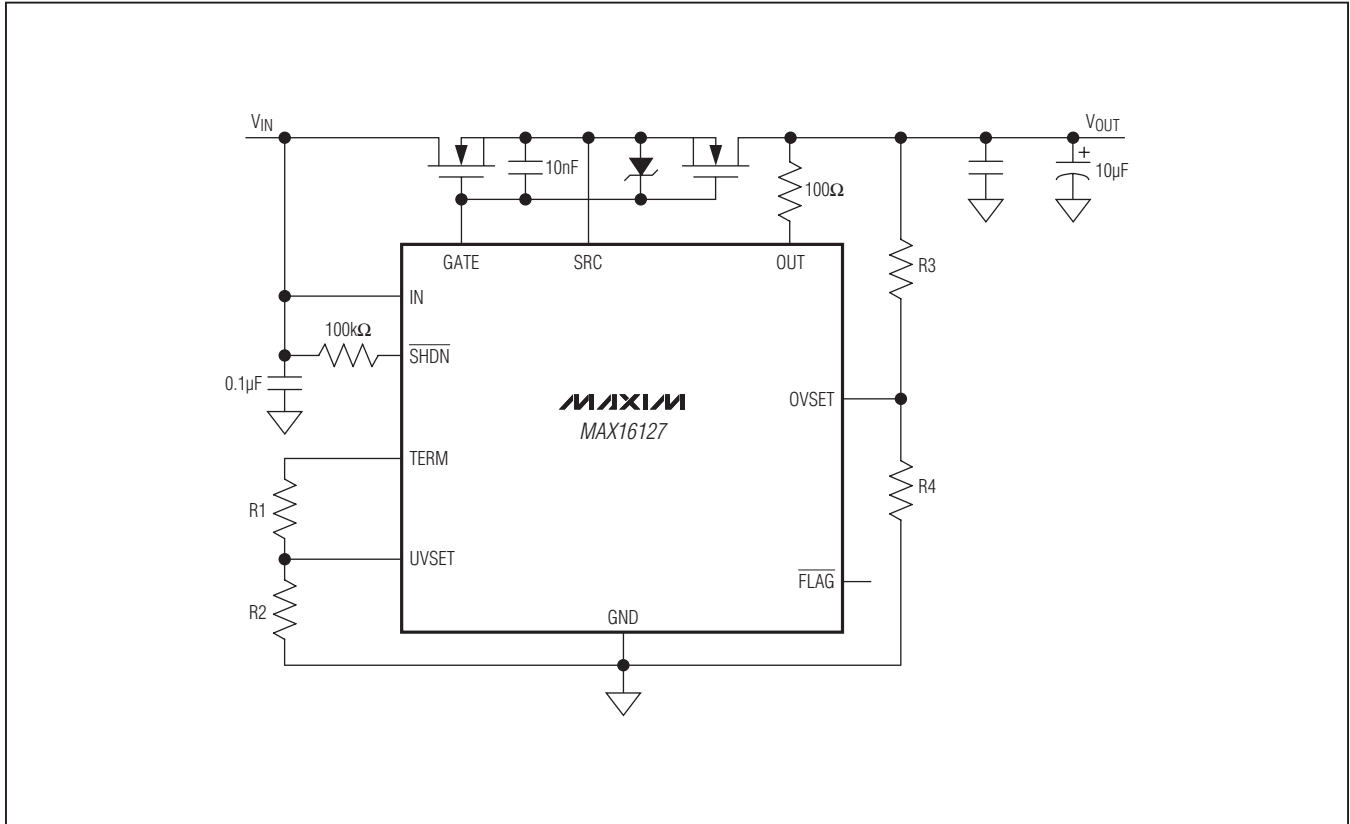 VIN
VOUT
10nF
100Ω
+
10µF
GATE
SRC
OUT
R3
IN
100kΩ
SHDN
0.1µF
MAXIM
MAX16127
OVSET
TERM
R1
R4
UVSET
FLAG
R2
GND